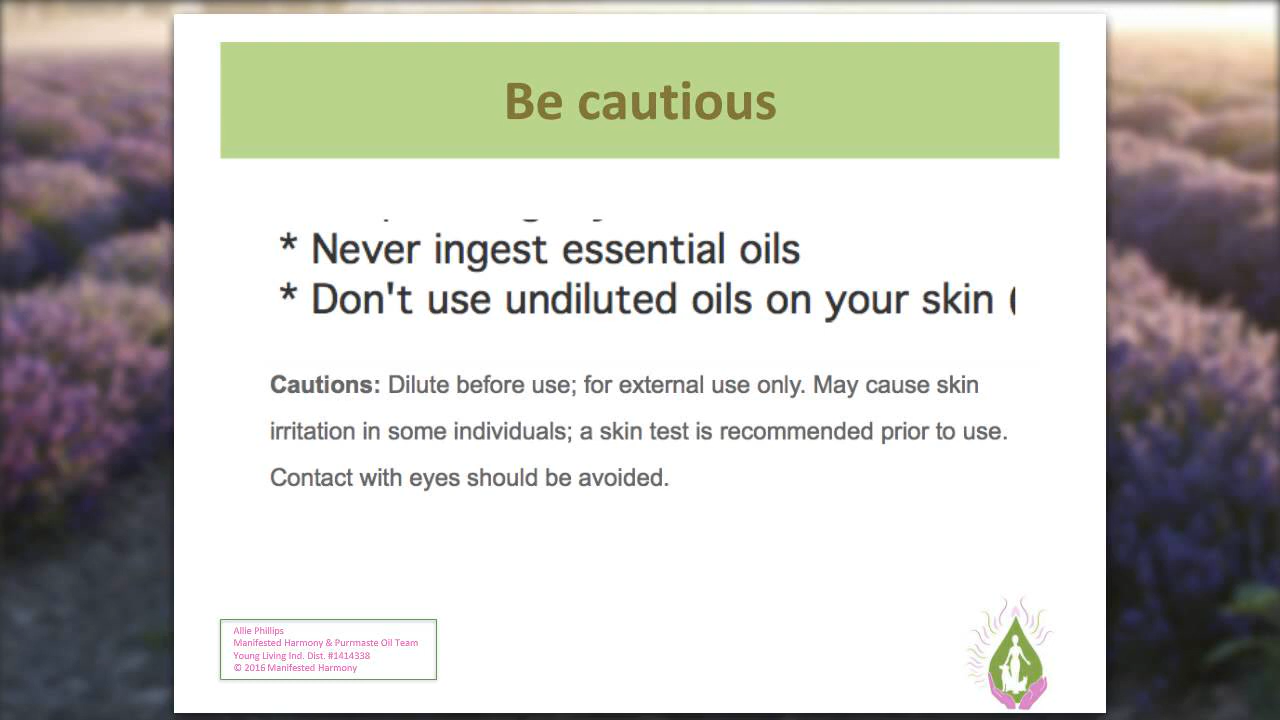 Be cautious
* Never ingest essential oils
* Don't use undiluted oils on your skin (
Cautions: Dilute before use; for external use only. May cause skin
irritation in some individuals; a skin test is recommended prior to use.
Contact with eyes should be avoided.
Allie Phillips
Manifested Harmony & Purrmaste Oil Team
Young Living Ind. Dist. #1414338
© 2016 Manifested Harmony